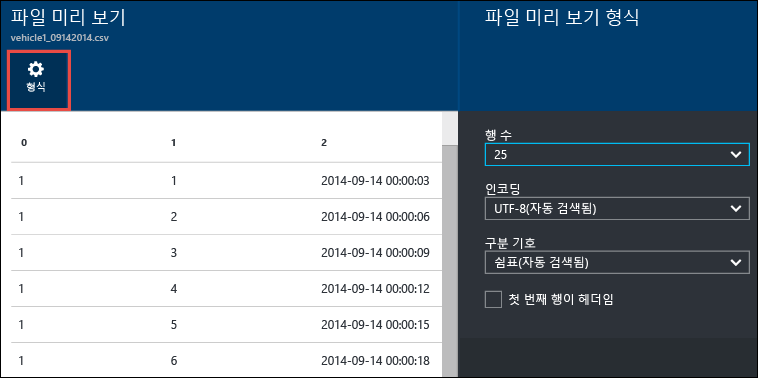 파일 미리 보기
vehicle1_09142014.csv
형식
0 1 2
1 1 2014-09-14 00:00:03
1 2 2014-09-14 00:00:06
1 3 2014-09-14 00:00:09
1 4 2014-09-14 00:00:12
1 5 2014-09-14 00:00:15
1 6 2014-09-14 00:00:18
파일 미리 보기 형식
행 수
25
인코딩
UTF-8(자동 검색됨)
구분 기호
쉼표(자동 검색됨)
첫 번째 행이 헤더임